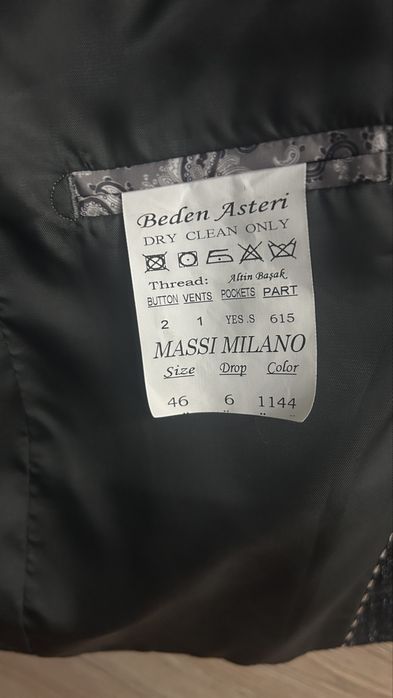 Beden Asteri
DRY CLEAN ONLY
Thread: Altin Başak
BUTTON VENTS POCKETS PART
2 1 YES.S 615
MASSI MILANO
Size Drop Color
46 6 1144